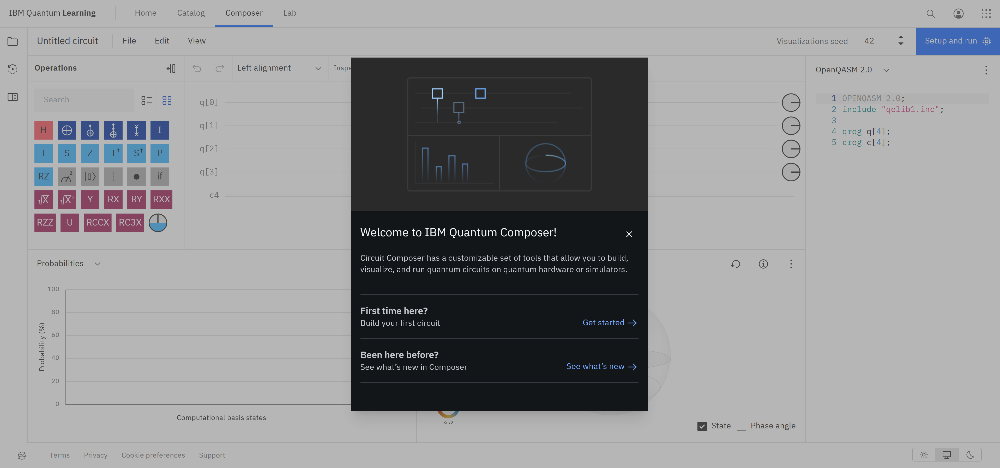 IBM Quantum Learning
Home
Catalog
Composer
Lab
Untitled circuit
File
Edit
View
Visualizations seed
42
Setup and run
Operations
Left alignment
Inspe
OpenQASM 2.0
Search
H
I
T S Z T† S† P
RZ z |0⟩ if
√X √X† Y RX RY RXX
RZZ U RCCX RC3X
q[0]
q[1]
q[2]
q[3]
c4
1 OPENQASM 2.0;
2 include "qelib1.inc";
3
4 qreg q[4];
5 creg c[4];
Welcome to IBM Quantum Composer!
Circuit Composer has a customizable set of tools that allow you to build,
visualize, and run quantum circuits on quantum hardware or simulators.
First time here?
Build your first circuit
Get started
Been here before?
See what’s new in Composer
See what’s new
Probabilities
100
80
60
40
20
0
Probability (%)
Computational basis states
3π/2
State
Phase angle
Terms
Privacy
Cookie preferences
Support